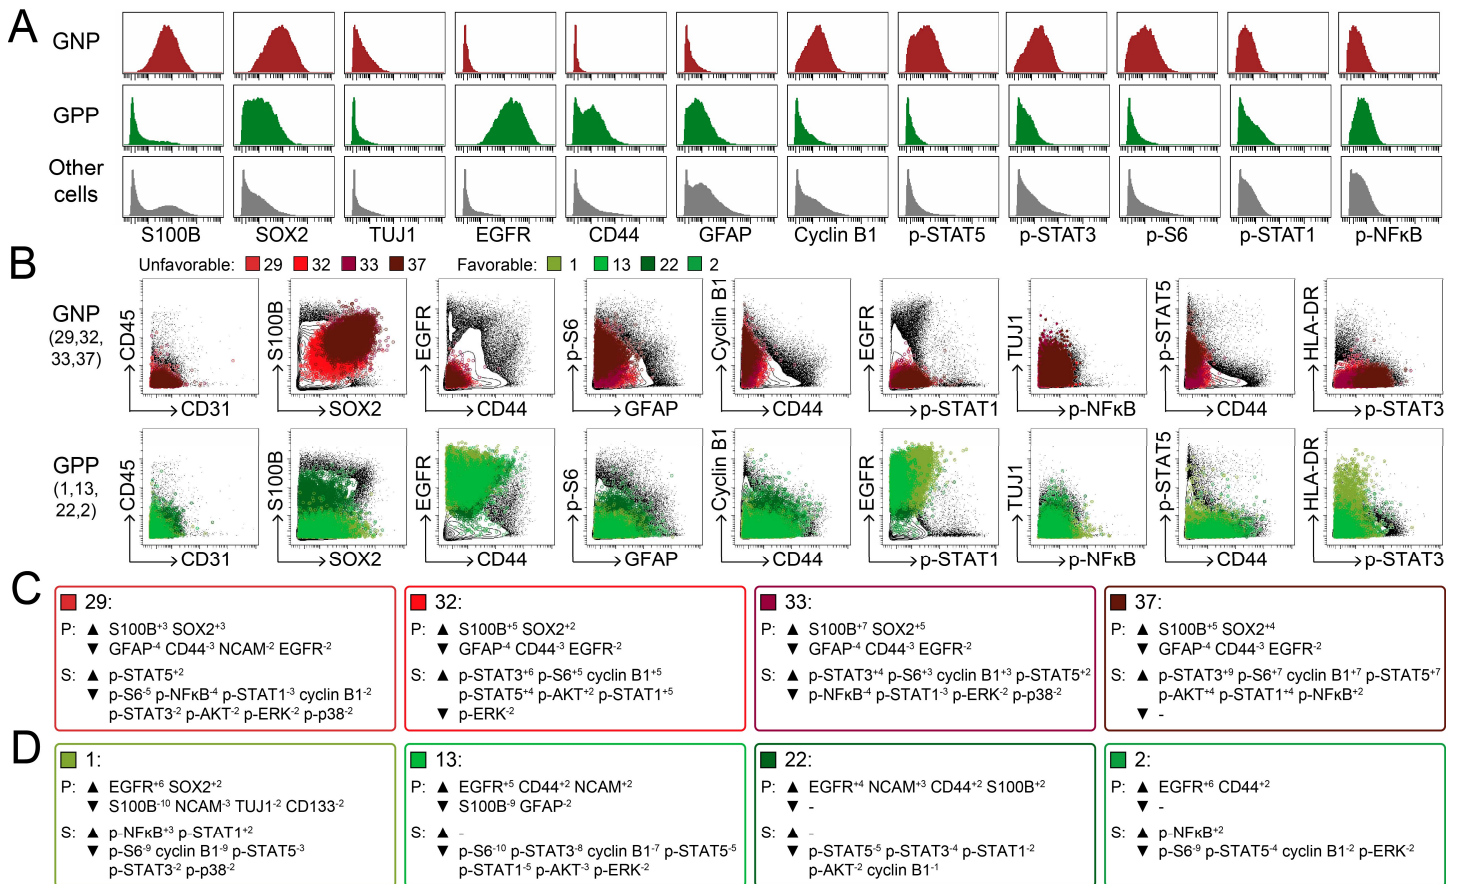 A
GNP
GPP
Other
cells
S100B SOX2 TUJ1 EGFR CD44 GFAP Cyclin B1 p-STAT5 p-STAT3 p-S6 p-STAT1 p-NFκB
B
Unfavorable: 29 32 33 37 Favorable: 1 13 22 2
GNP
(29,32,
33,37)
CD45 S100B EGFR p-S6 Cyclin B1 EGFR TUJ1 p-STAT5 HLA-DR
CD31 SOX2 CD44 GFAP CD44 p-STAT1 p-NFκB CD44 p-STAT3
GPP
(1,13,
22,2)
CD45 S100B EGFR p-S6 Cyclin B1 EGFR TUJ1 p-STAT5 HLA-DR
CD31 SOX2 CD44 GFAP CD44 p-STAT1 p-NFκB CD44 p-STAT3
C
29:
P: ▲ S100B⁺³ SOX2⁺³
▼ GFAP⁻⁴ CD44⁻³ NCAM⁻² EGFR⁻²
S: ▲ p-STAT5⁺²
▼ p-S6⁻⁵ p-NFκB⁻⁴ p-STAT1⁻³ cyclin B1⁻²
p-STAT3⁻² p-AKT⁻² p-ERK⁻² p-p38⁻²
32:
P: ▲ S100B⁺⁵ SOX2⁺²
▼ GFAP⁻⁴ CD44⁻³ EGFR⁻²
S: ▲ p-STAT3⁺⁶ p-S6⁺⁵ cyclin B1⁺⁵
p-STAT5⁺⁴ p-AKT⁺² p-STAT1⁺⁵
▼ p-ERK⁻²
33:
P: ▲ S100B⁺⁷ SOX2⁺⁵
▼ GFAP⁻⁴ CD44⁻³ EGFR⁻²
S: ▲ p-STAT3⁺⁴ p-S6⁺³ cyclin B1⁺³ p-STAT5⁺²
▼ p-NFκB⁻⁴ p-STAT1⁻³ p-ERK⁻² p-p38⁻²
37:
P: ▲ S100B⁺⁵ SOX2⁺⁴
▼ GFAP⁻⁴ CD44⁻³ EGFR⁻²
S: ▲ p-STAT3⁺⁹ p-S6⁺⁷ cyclin B1⁺⁷ p-STAT5⁺⁷
p-AKT⁺⁴ p-STAT1⁺⁴ p-NFκB⁺²
▼ -
D
1:
P: ▲ EGFR⁺⁶ SOX2⁺²
▼ S100B⁻¹⁰ NCAM⁻³ TUJ1⁻² CD133⁻²
S: ▲ p-NFκB⁺³ p-STAT1⁺²
▼ p-S6⁻⁹ cyclin B1⁻⁹ p-STAT5⁻³
p-STAT3⁻² p-p38⁻²
13:
P: ▲ EGFR⁺⁵ CD44⁺² NCAM⁺²
▼ S100B⁻⁹ GFAP⁻²
S: ▲ -
▼ p-S6⁻¹⁰ p-STAT3⁻⁸ cyclin B1⁻⁷ p-STAT5⁻⁵
p-STAT1⁻⁵ p-AKT⁻³ p-ERK⁻²
22:
P: ▲ EGFR⁺⁴ NCAM⁺³ CD44⁺² S100B⁺²
▼ -
S: ▲ -
▼ p-STAT5⁻⁵ p-STAT3⁻⁴ p-STAT1⁻²
p-AKT⁻² cyclin B1⁻¹
2:
P: ▲ EGFR⁺⁶ CD44⁺²
▼ -
S: ▲ p-NFκB⁺²
▼ p-S6⁻⁹ p-STAT5⁻⁴ cyclin B1⁻² p-ERK⁻²